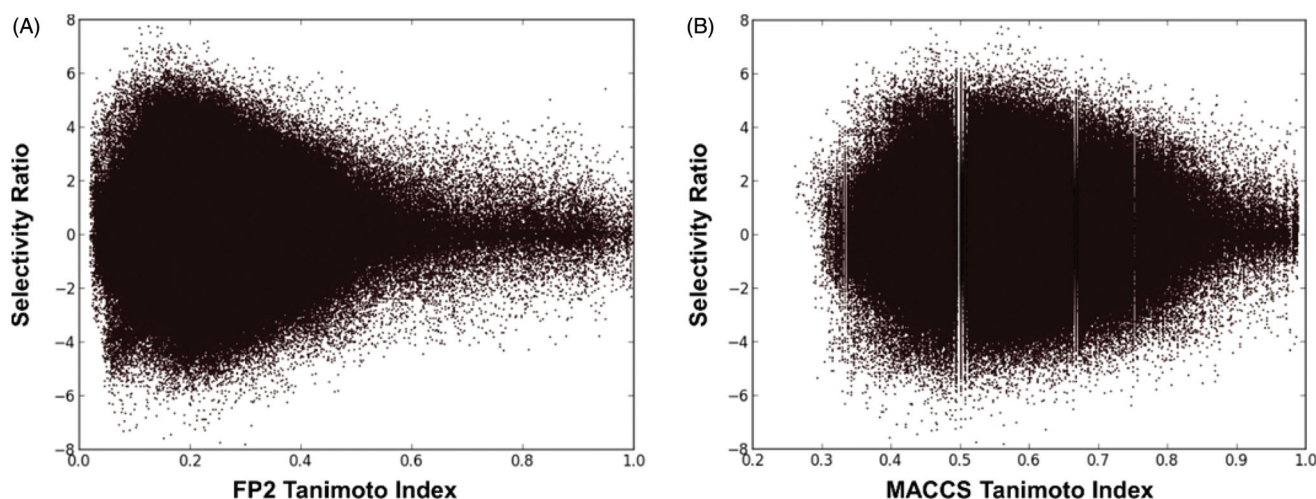 (A)
8
6
4
2
0
−2
−4
−6
−8
Selectivity Ratio
0.0 0.2 0.4 0.6 0.8 1.0
FP2 Tanimoto Index
(B)
8
6
4
2
0
−2
−4
−6
−8
Selectivity Ratio
0.2 0.3 0.4 0.5 0.6 0.7 0.8 0.9 1.0
MACCS Tanimoto Index